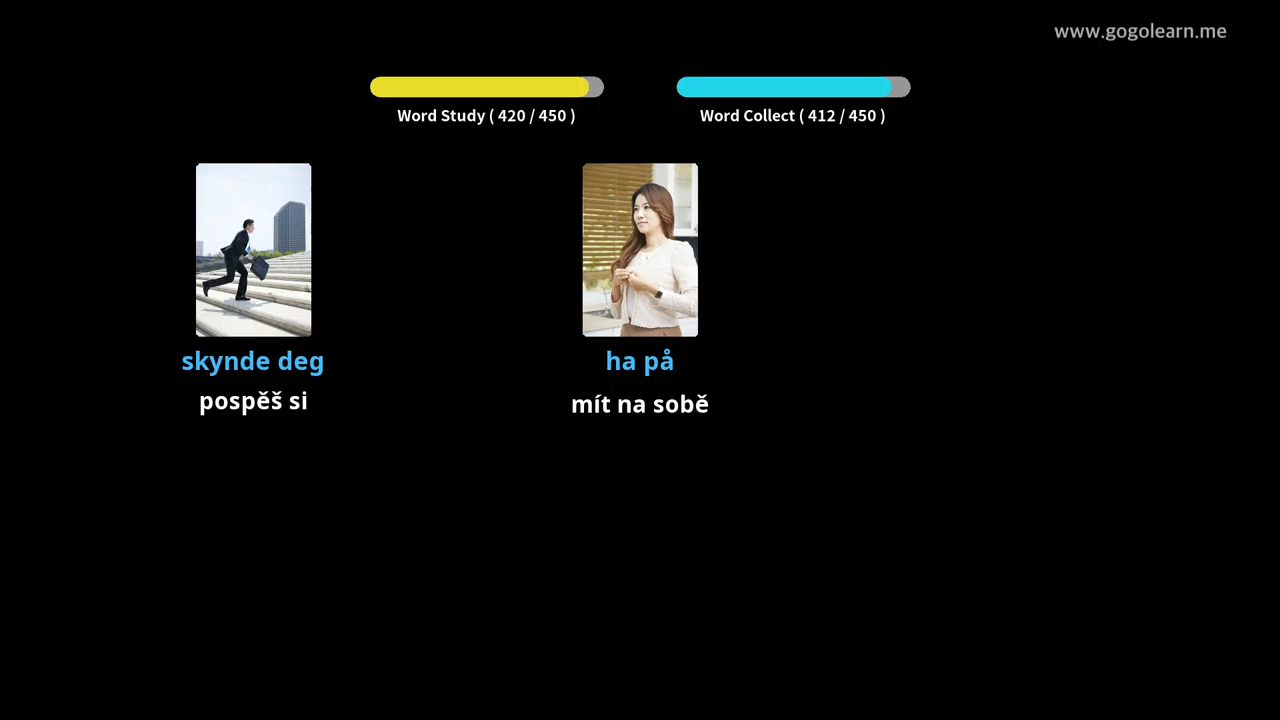 www.gogolearn.me
Word Study ( 420 / 450 )
Word Collect ( 412 / 450 )
skynde deg
pospěš si
ha på
mít na sobě